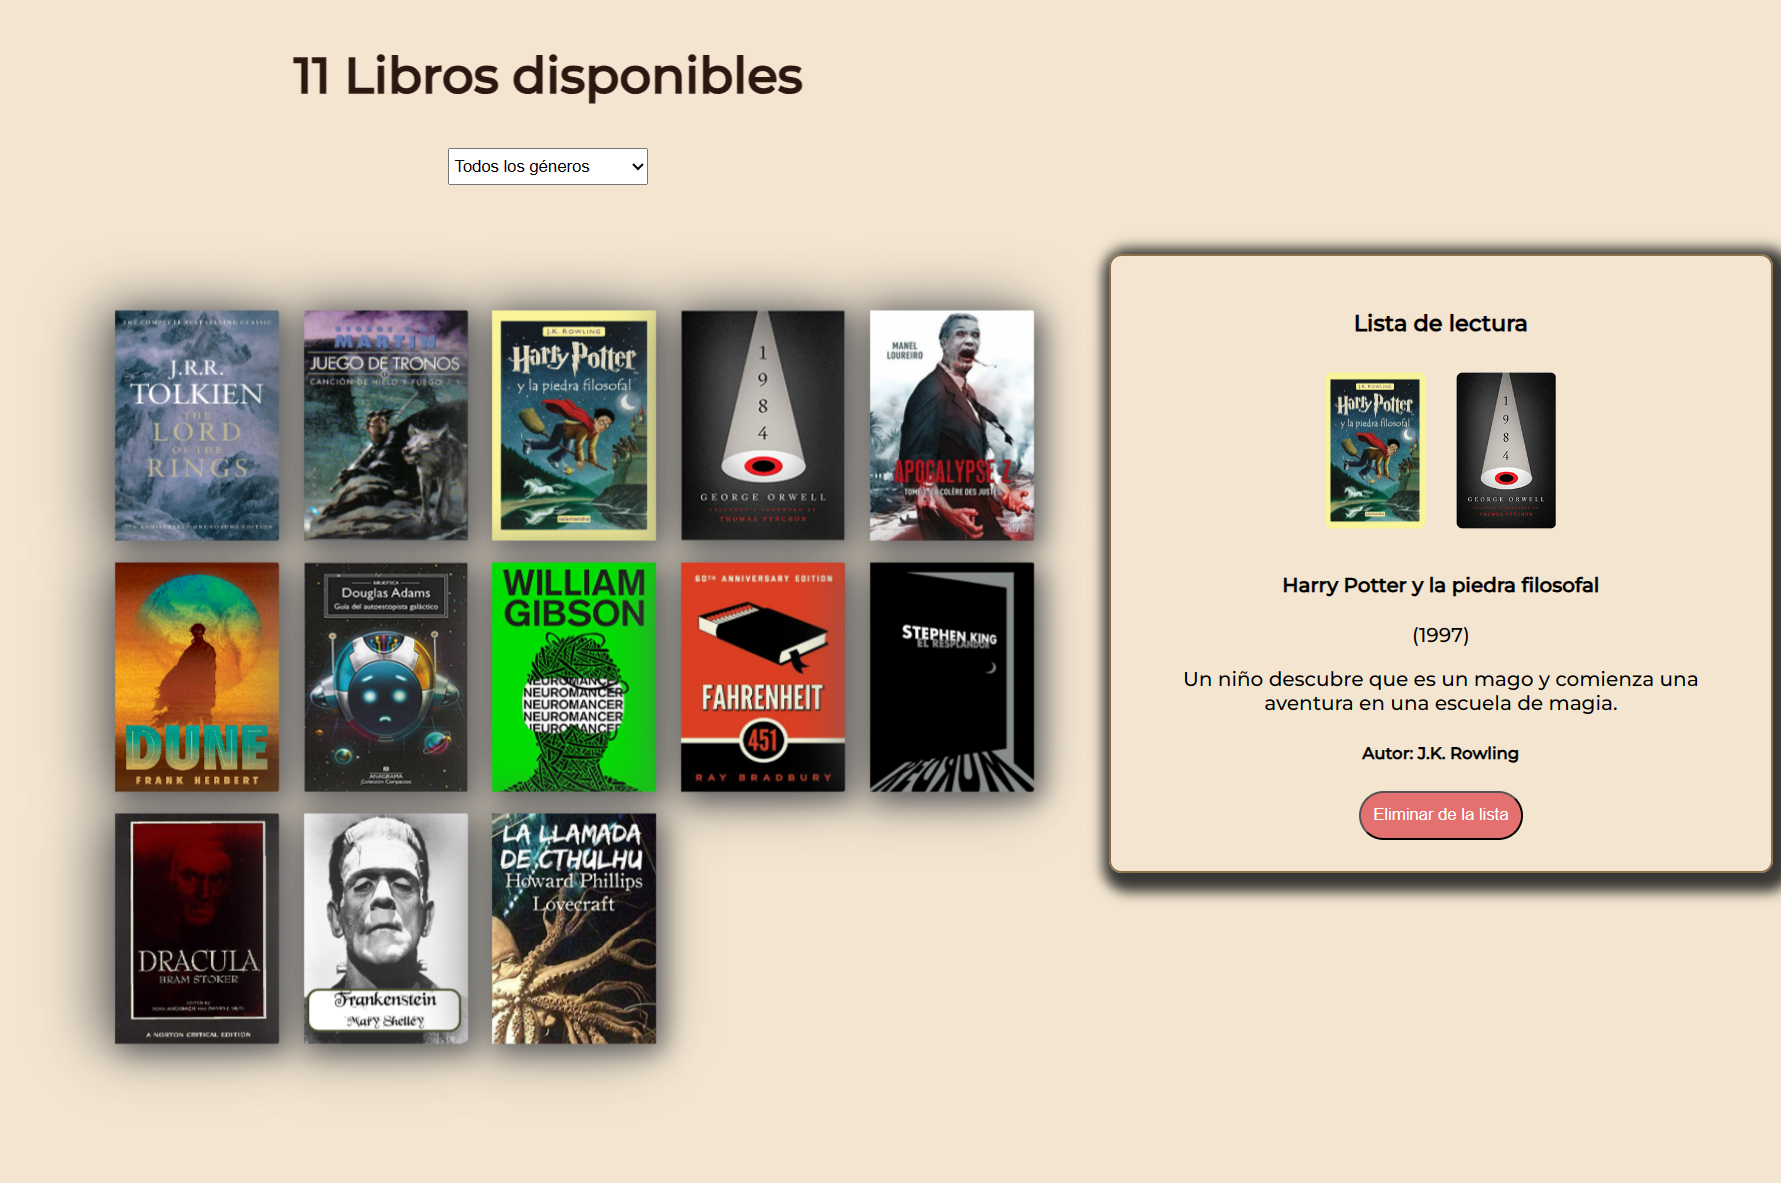 11 Libros disponibles
Todos los géneros
THE COMPLETE BEST-SELLING CLASSIC
J.R.R.
TOLKIEN
THE
LORD
OF THE
RINGS
MARTIN
JUEGO DE TRONOS
CANCIÓN DE HIELO Y FUEGO / 1
J.K. ROWLING
Harry Potter
y la piedra filosofal
salamandra
1
9
8
4
GEORGE ORWELL
THOMAS PYNCHON
MANEL
LOUREIRO
APOCALYPSE Z
TOME 3: LA COLÈRE DES JUSTES
DUNE
FRANK HERBERT
BIBLIOTECA
Douglas Adams
Guía del autoestopista galáctico
ANAGRAMA
Colección Compactos
WILLIAM
GIBSON
NEUROMANCER
NEUROMANCER
NEUROMANCER
NEUROMANCER
NEUROMANCER
60TH ANNIVERSARY EDITION
FAHRENHEIT
451
RAY BRADBURY
STEPHEN KING
EL RESPLANDOR
DRACULA
BRAM STOKER
A NORTON CRITICAL EDITION
Frankenstein
Mary Shelley
LA LLAMADA
DE CTHULHU
Howard Phillips
Lovecraft
Lista de lectura
J.K. ROWLING
Harry Potter
y la piedra filosofal
1
9
8
4
GEORGE ORWELL
Harry Potter y la piedra filosofal
(1997)
Un niño descubre que es un mago y comienza una
aventura en una escuela de magia.
Autor: J.K. Rowling
Eliminar de la lista